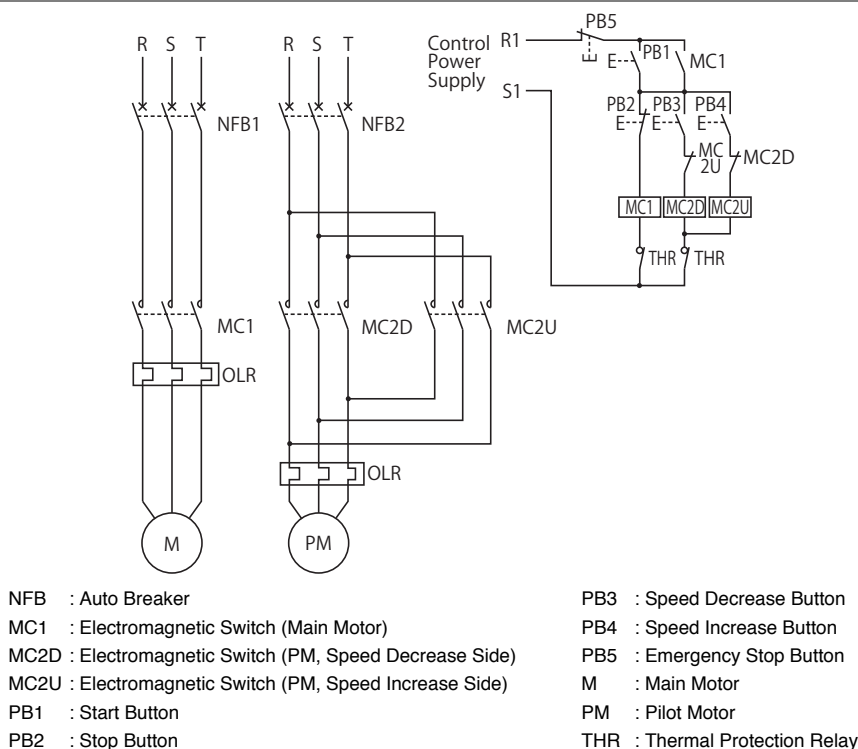 R S T
R S T
Control
Power
Supply
R1
S1
PB5
E
PB1
MC1
PB2
PB3
PB4
E
E
E
MC
2U
MC2D
MC1
MC2D
MC2U
THR
THR
NFB1
NFB2
MC1
MC2D
MC2U
OLR
OLR
M
PM
NFB : Auto Breaker
MC1 : Electromagnetic Switch (Main Motor)
MC2D : Electromagnetic Switch (PM, Speed Decrease Side)
MC2U : Electromagnetic Switch (PM, Speed Increase Side)
PB1 : Start Button
PB2 : Stop Button
PB3 : Speed Decrease Button
PB4 : Speed Increase Button
PB5 : Emergency Stop Button
M : Main Motor
PM : Pilot Motor
THR : Thermal Protection Relay